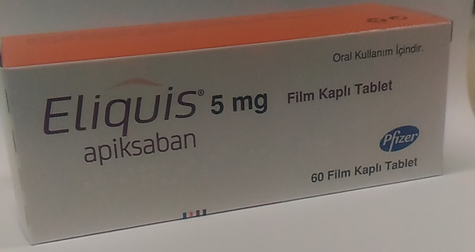 Oral Kullanım İçindir.
Eliquis® 5 mg Film Kaplı Tablet
apiksaban
Pfizer
60 Film Kaplı Tablet